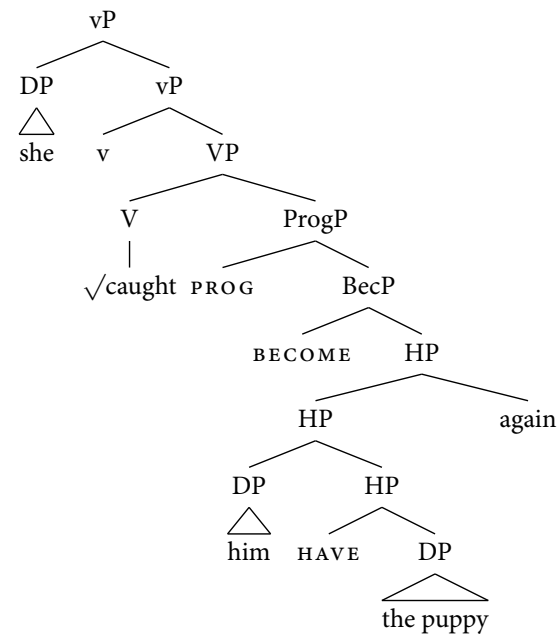 vP
DP vP
she v VP
V ProgP
√caught PROG BecP
BECOME HP
HP again
DP HP
him HAVE DP
the puppy